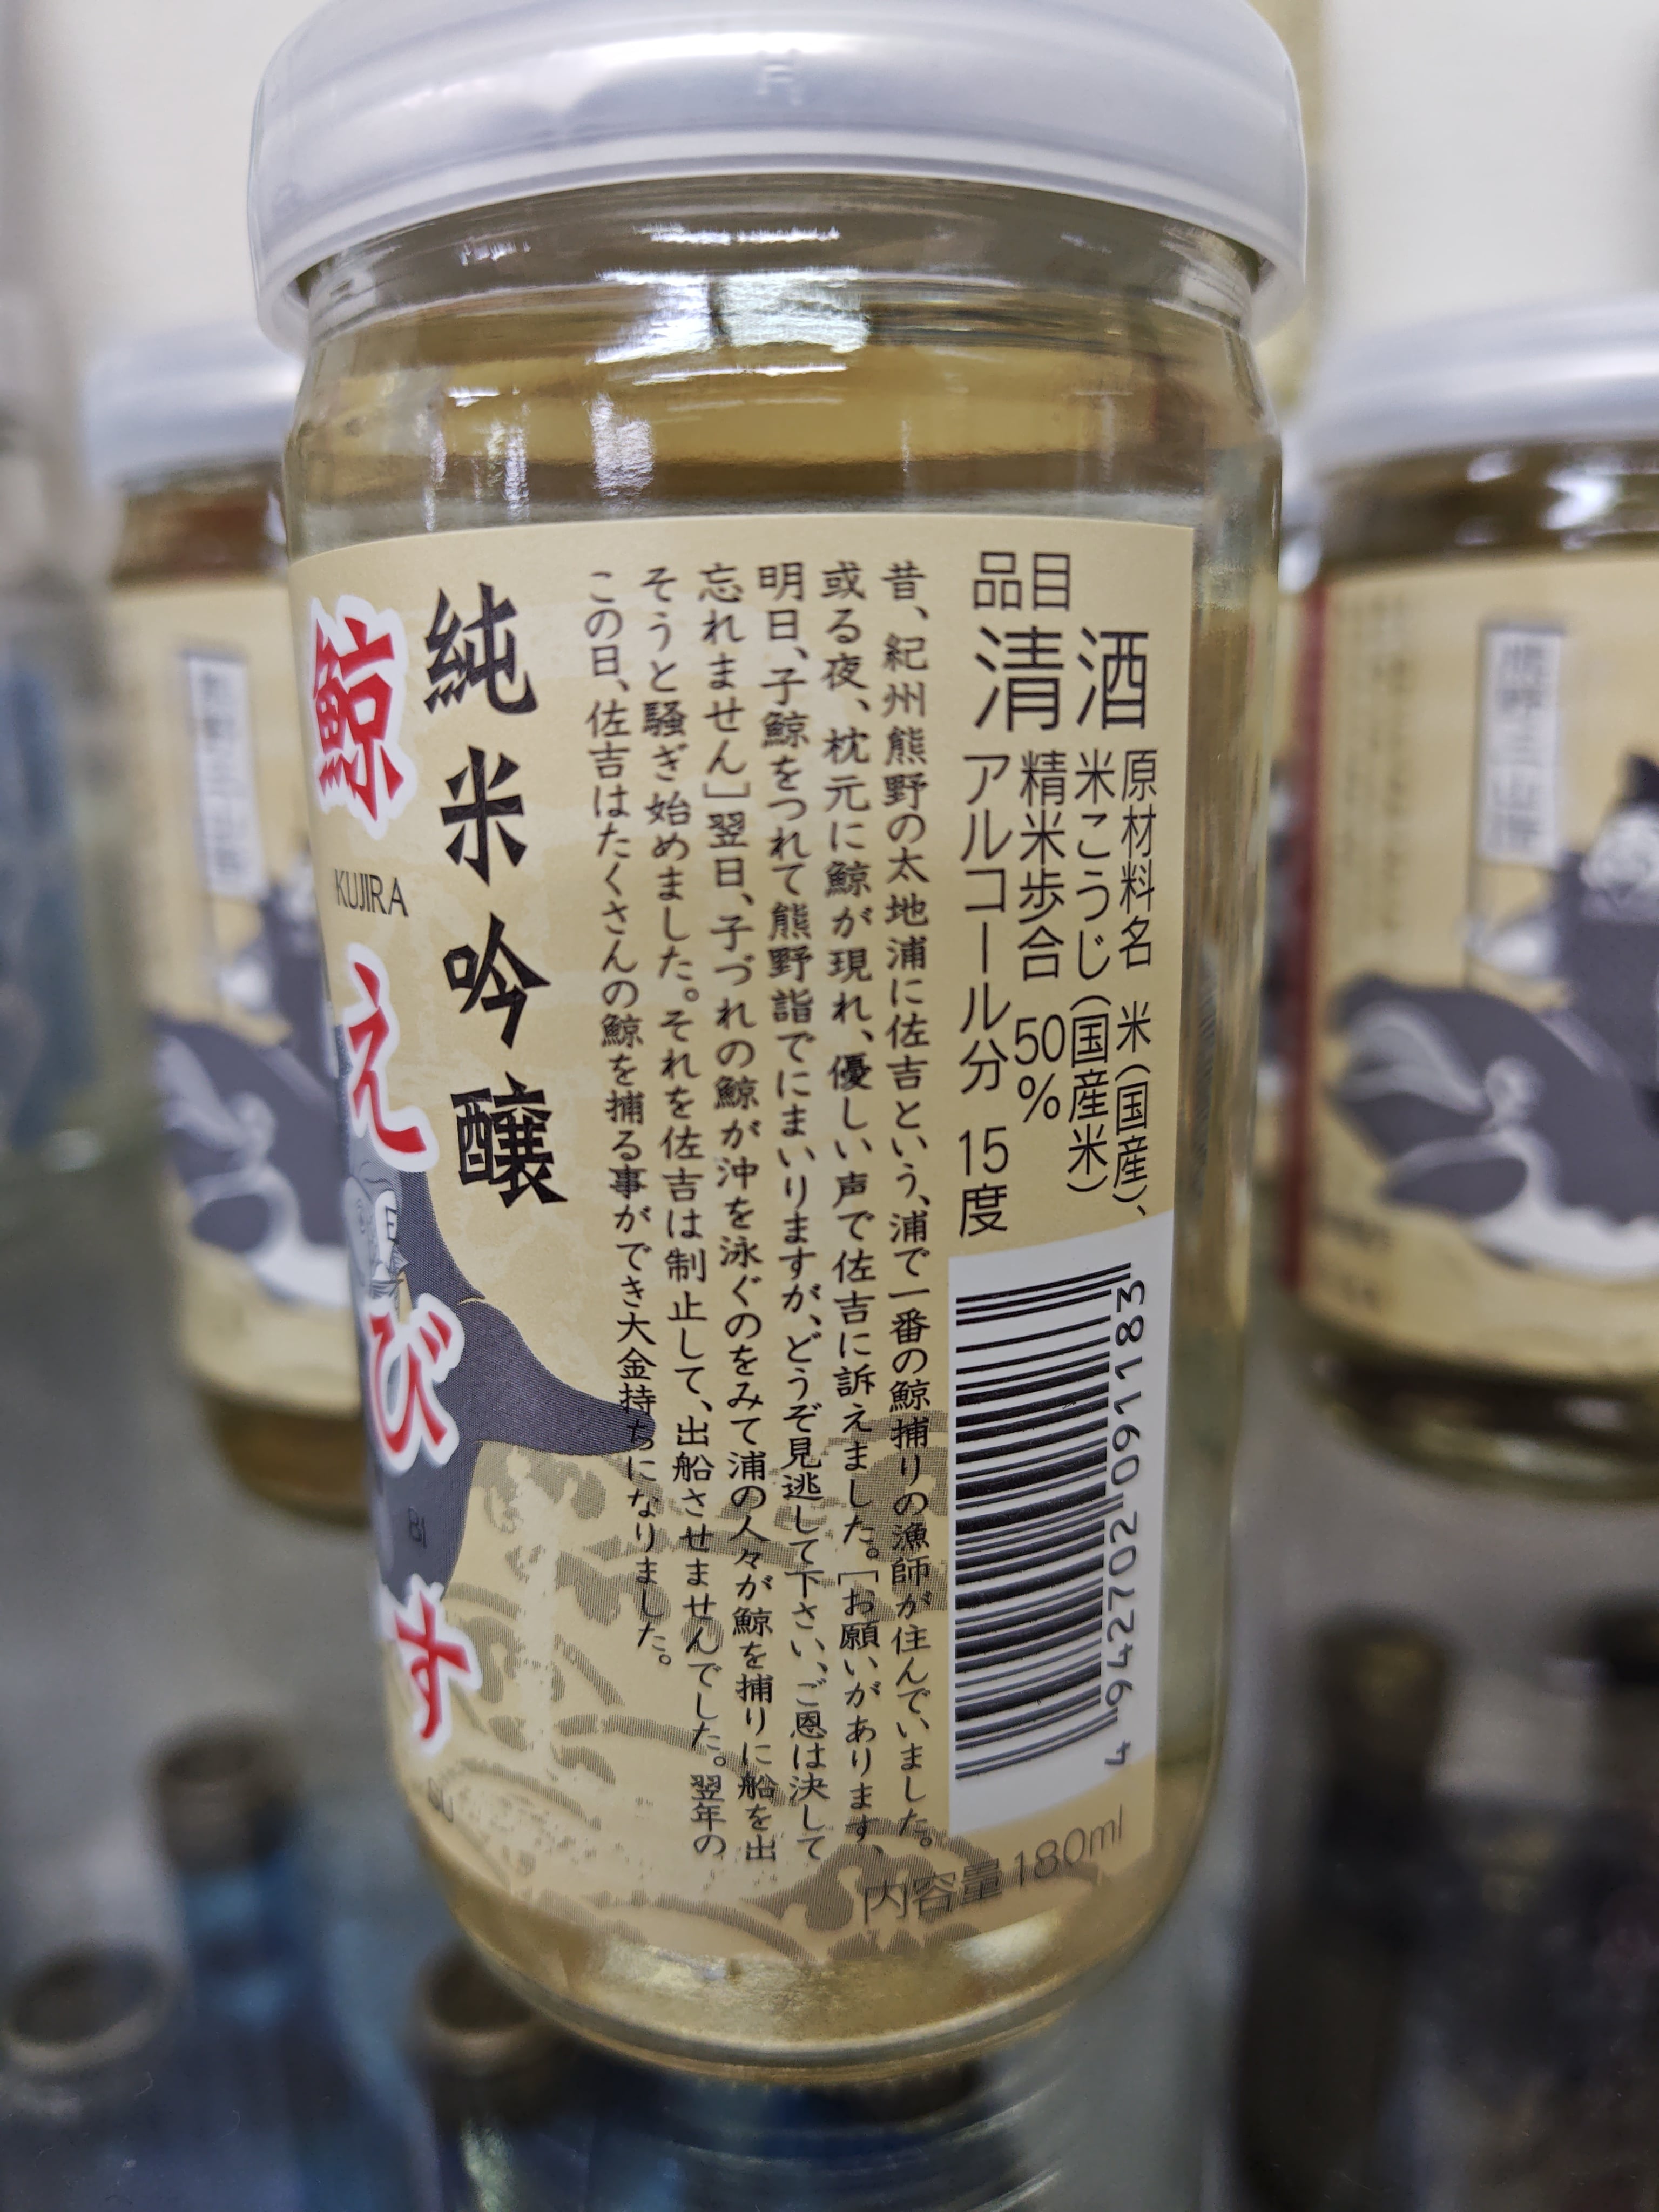 品目
清酒
原材料名 米(国産)、
米こうじ(国産米)
精米歩合 50%
アルコール分 15度
4 942702 091183
内容量180ml
昔、紀州熊野の太地浦に佐吉という、浦で一番の鯨捕りの漁師が住んでいました。
或る夜、枕元に鯨が現れ、優しい声で佐吉に訴えました。「お願いがあります、
明日、子鯨をつれて熊野詣でにまいりますが、どうぞ見逃して下さい、ご恩は決して
忘れません」翌日、子づれの鯨が沖を泳ぐのをみて浦の人々が鯨を捕りに船を出
そうと騒ぎ始めました。それを佐吉は制止して、出船させませんでした。翌年の
この日、佐吉はたくさんの鯨を捕る事ができ大金持ちになりました。
純米吟醸
鯨えびす
KUJIRA
BI
SU